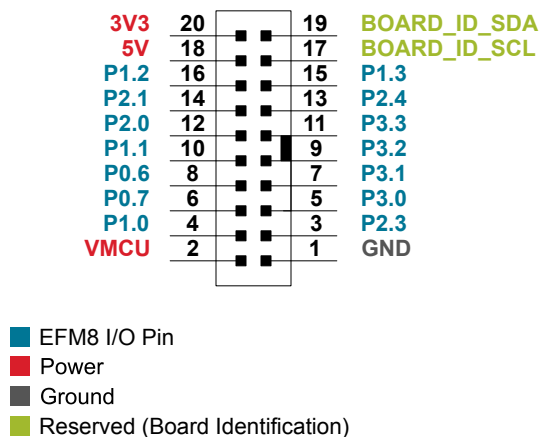 3V3 20 19 BOARD_ID_SDA
5V 18 17 BOARD_ID_SCL
P1.2 16 15 P1.3
P2.1 14 13 P2.4
P2.0 12 11 P3.3
P1.1 10 9 P3.2
P0.6 8 7 P3.1
P0.7 6 5 P3.0
P1.0 4 3 P2.3
VMCU 2 1 GND
EFM8 I/O Pin
Power
Ground
Reserved (Board Identification)